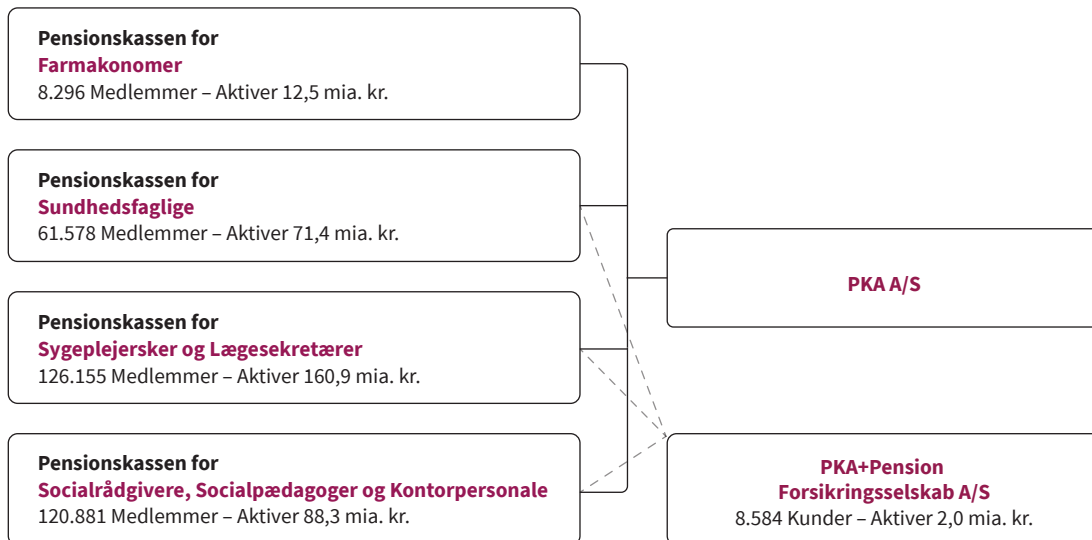 Pensionskassen for
Farmakonomer
8.296 Medlemmer – Aktiver 12,5 mia. kr.
Pensionskassen for
Sundhedsfaglige
61.578 Medlemmer – Aktiver 71,4 mia. kr.
Pensionskassen for
Sygeplejersker og Lægesekretærer
126.155 Medlemmer – Aktiver 160,9 mia. kr.
Pensionskassen for
Socialrådgivere, Socialpædagoger og Kontorpersonale
120.881 Medlemmer – Aktiver 88,3 mia. kr.
PKA A/S
PKA+Pension
Forsikringsselskab A/S
8.584 Kunder – Aktiver 2,0 mia. kr.